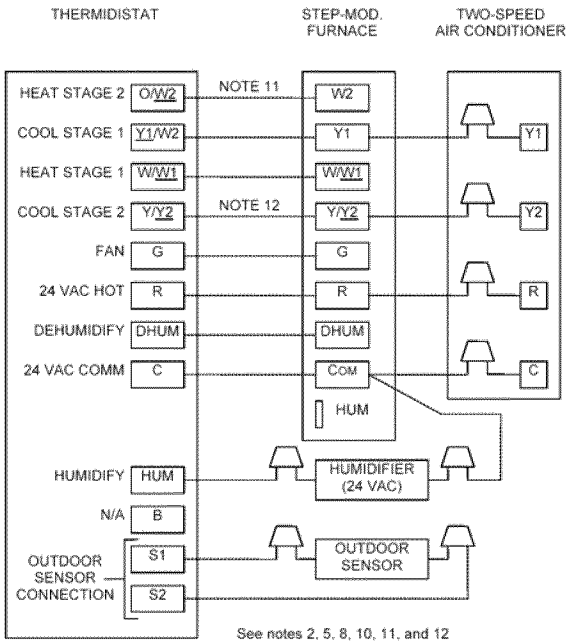 THERMIDISTAT
STEP-MOD.
FURNACE
TWO-SPEED
AIR CONDITIONER
HEAT STAGE 2 O/W2 NOTE 11 W2
COOL STAGE 1 Y1/W2 Y1 Y1
HEAT STAGE 1 W/W1 W/W1
COOL STAGE 2 Y/Y2 NOTE 12 Y/Y2 Y2
FAN G G
24 VAC HOT R R R
DEHUMIDIFY DHUM DHUM
24 VAC COMM C COM C
HUM
HUMIDIFY HUM HUMIDIFIER
(24 VAC)
N/A B
OUTDOOR
SENSOR
CONNECTION
S1
S2
OUTDOOR
SENSOR
See notes 2, 5, 8, 10, 11, and 12